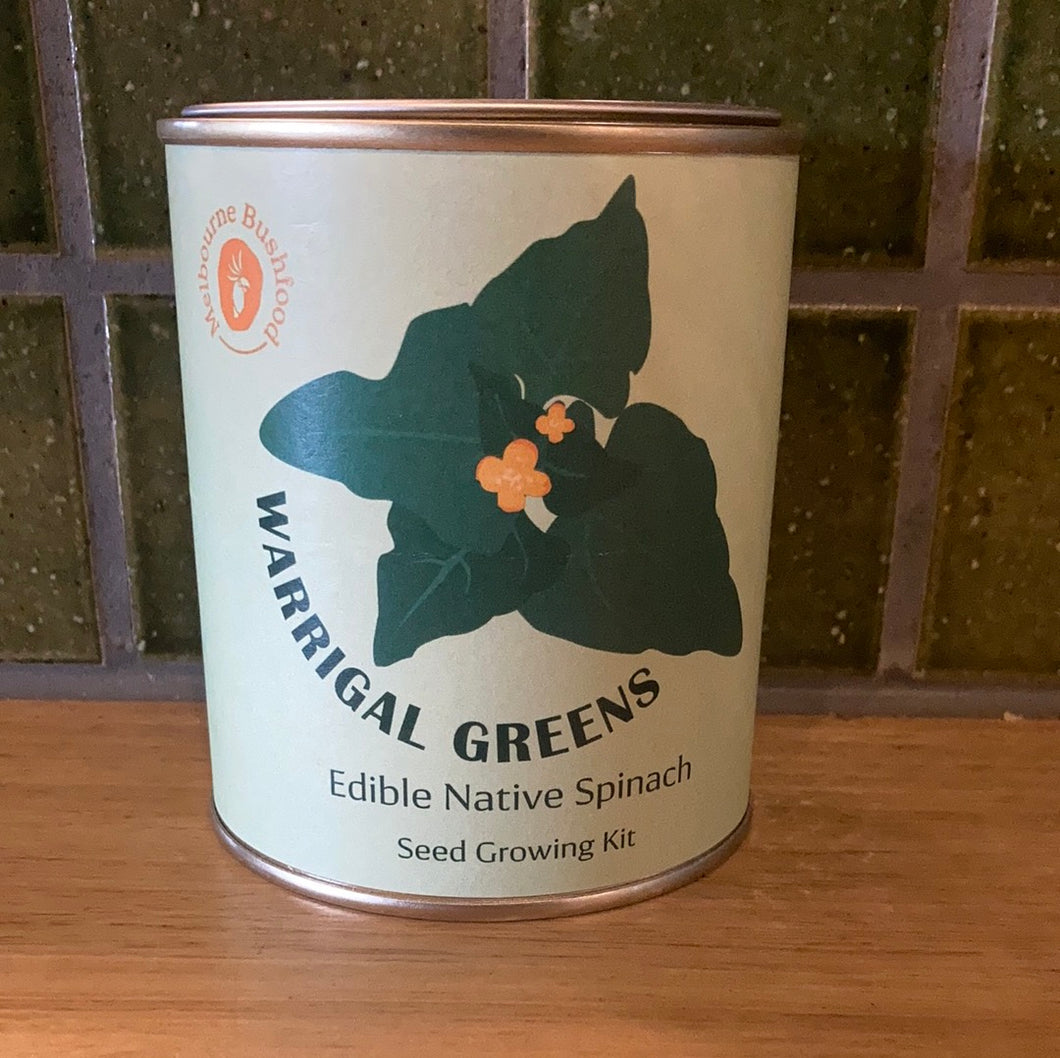 Melbourne Bushfood
WARRIGAL GREENS
Edible Native Spinach
Seed Growing Kit